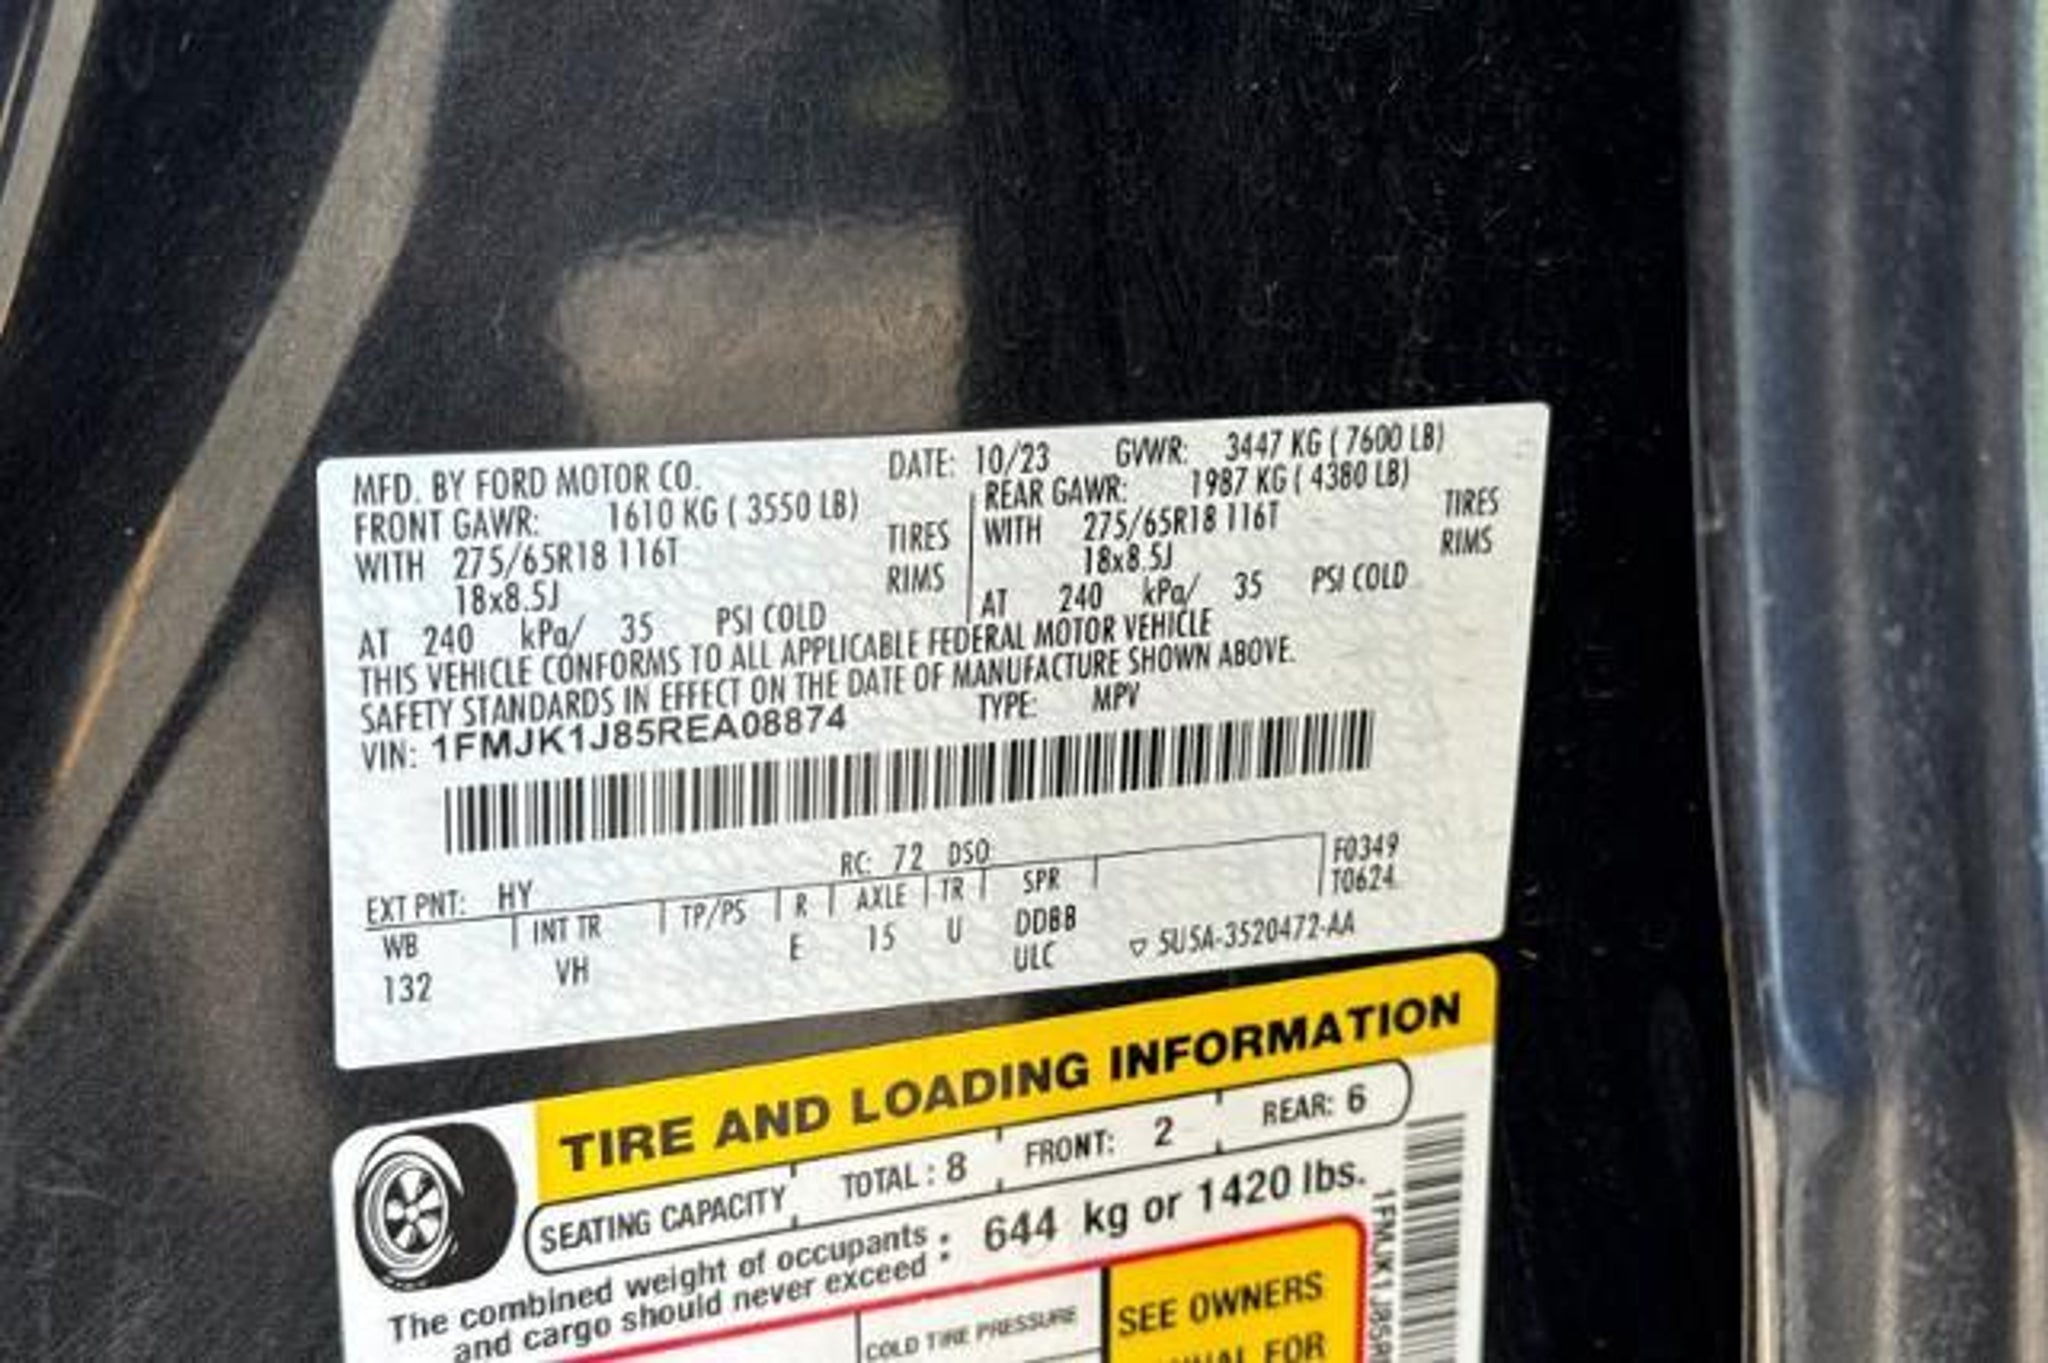 MFD. BY FORD MOTOR CO. DATE: 10/23 GVWR: 3447 KG ( 7600 LB)
FRONT GAWR: 1610 KG ( 3550 LB) REAR GAWR: 1987 KG ( 4380 LB)
WITH 275/65R18 116T TIRES WITH 275/65R18 116T TIRES
18x8.5J RIMS 18x8.5J RIMS
AT 240 kPa/ 35 PSI COLD AT 240 kPa/ 35 PSI COLD
THIS VEHICLE CONFORMS TO ALL APPLICABLE FEDERAL MOTOR VEHICLE
SAFETY STANDARDS IN EFFECT ON THE DATE OF MANUFACTURE SHOWN ABOVE.
VIN: 1FMJK1J85REA08874 TYPE: MPV
EXT PNT: HY RC: 72 DSO: F0349
WB INT TR TP/PS R AXLE TR SPR T0624
132 VH E 15 U DDBB
ULC ▽ 5U5A-3520472-AA
TIRE AND LOADING INFORMATION
SEATING CAPACITY TOTAL : 8 FRONT: 2 REAR: 6
The combined weight of occupants
and cargo should never exceed : 644 kg or 1420 lbs.
COLD TIRE PRESSURE
SEE OWNERS
FOR